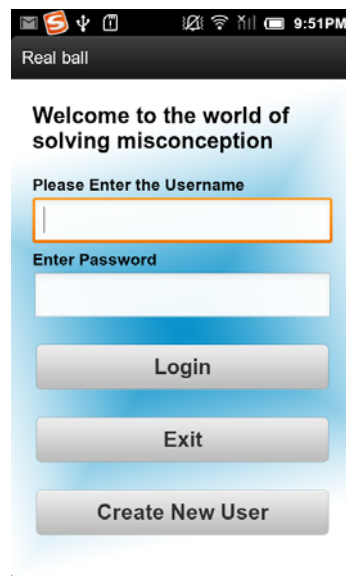 9:51PM
Real ball
Welcome to the world of
solving misconception
Please Enter the Username
Enter Password
Login
Exit
Create New User